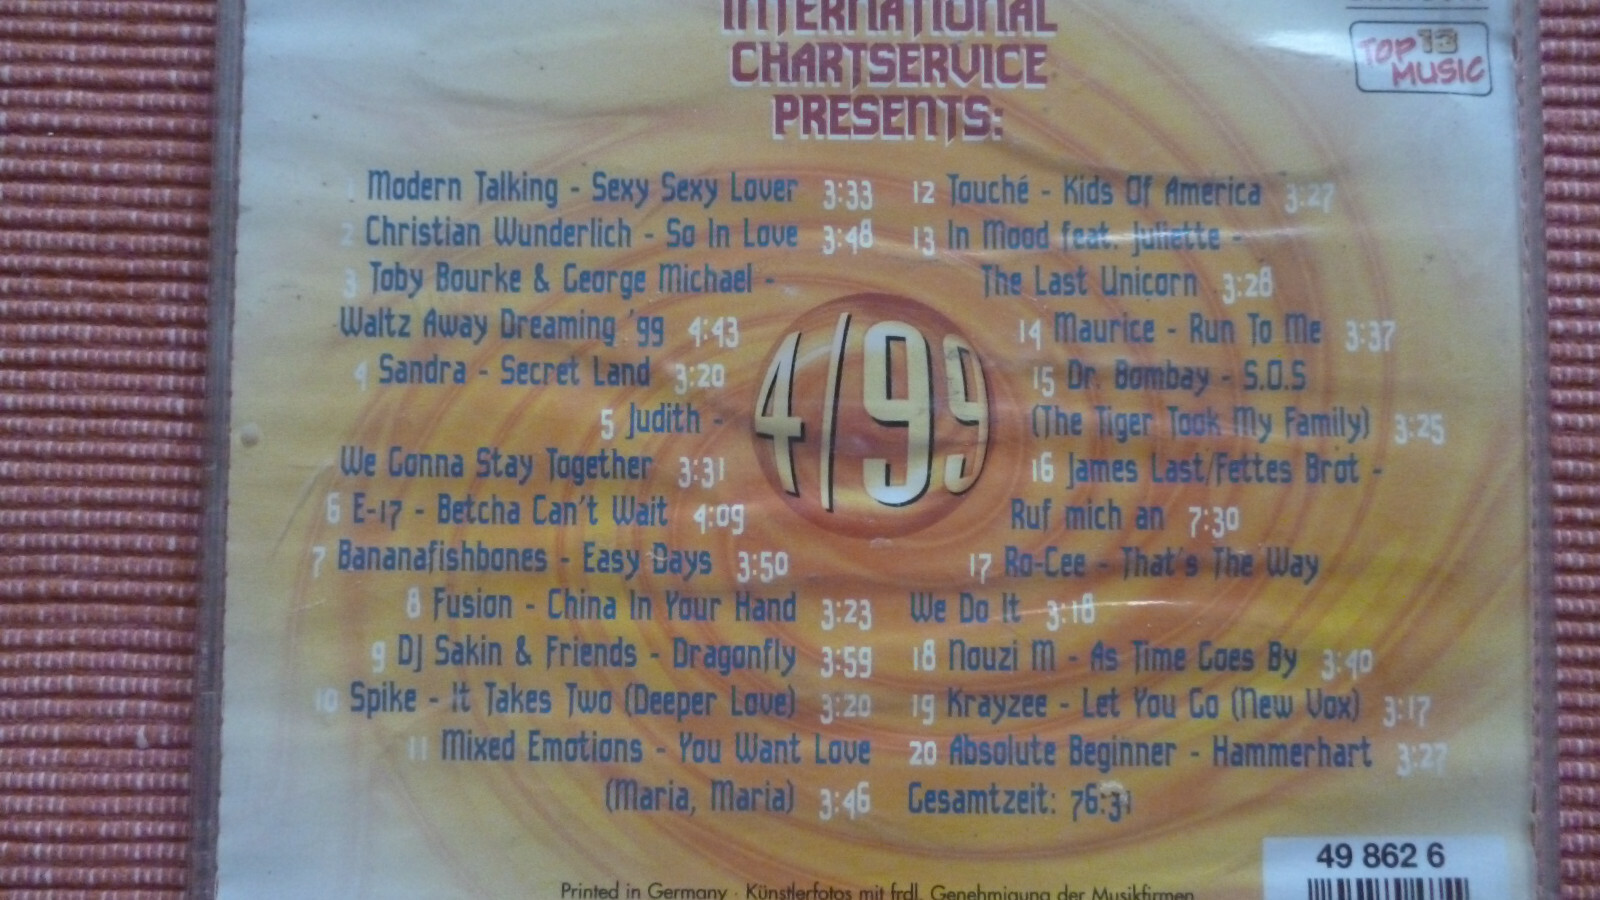 INTERNATIONAL
CHARTSERVICE
PRESENTS:
TOP 13
MUSIC
1 Modern Talking - Sexy Sexy Lover 3:33
2 Christian Wunderlich - So In Love 3:48
3 Toby Bourke & George Michael -
Waltz Away Dreaming '99 4:43
4 Sandra - Secret Land 3:20
5 Judith -
We Gonna Stay Together 3:31
6 E-17 - Betcha Can't Wait 4:09
7 Bananafishbones - Easy Days 3:50
8 Fusion - China In Your Hand 3:23
9 DJ Sakin & Friends - Dragonfly 3:59
10 Spike - It Takes Two (Deeper Love) 3:20
11 Mixed Emotions - You Want Love
(Maria, Maria) 3:46
4/99
12 Touché - Kids Of America 3:27
13 In Mood feat. Juliette -
The Last Unicorn 3:28
14 Maurice - Run To Me 3:37
15 Dr. Bombay - S.O.S
(The Tiger Took My Family) 3:25
16 James Last/Fettes Brot -
Ruf mich an 7:30
17 Ro-Cee - That's The Way
We Do It 3:18
18 Nouzi M - As Time Goes By 3:40
19 Krayzee - Let You Go (New Vox) 3:17
20 Absolute Beginner - Hammerhart 3:27
Gesamtzeit: 76:31
49 862 6
Printed in Germany · Künstlerfotos mit frdl. Genehmigung der Musikfirmen